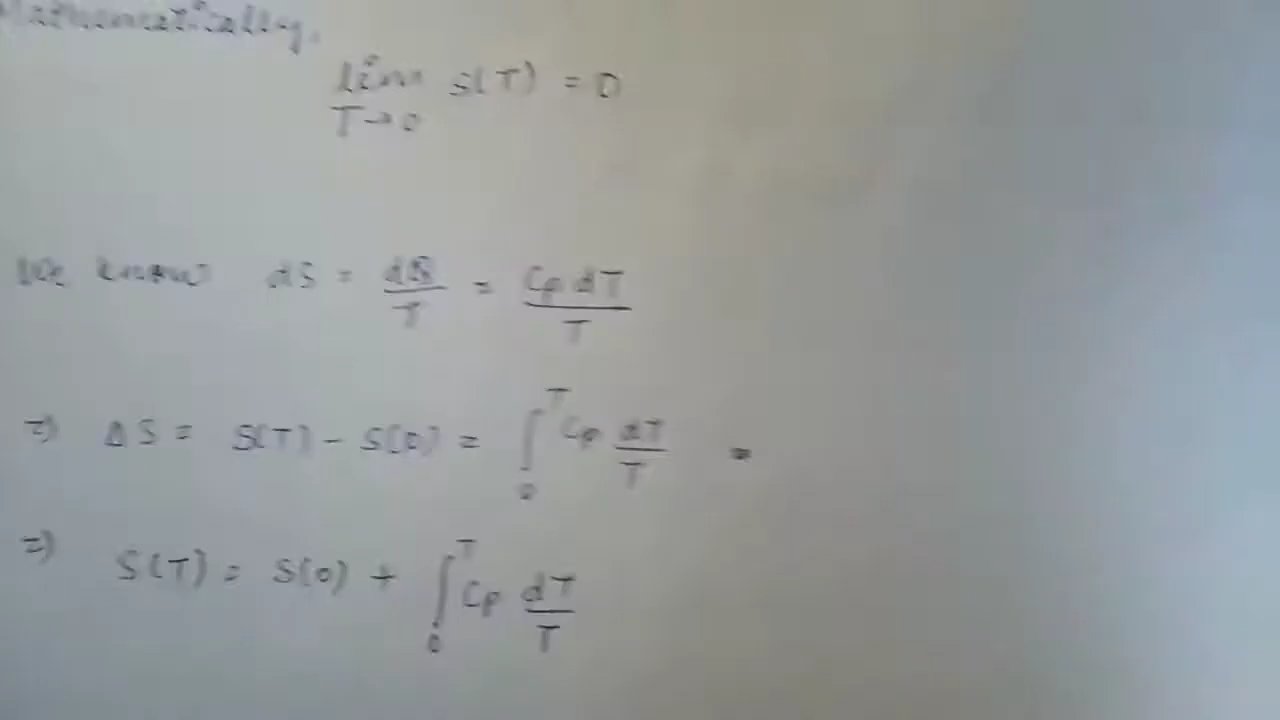 Mathematically,
lim S(T) = 0
T→0
We know dS = dQ/T = Cp dT/T
⇒ ΔS = S(T) - S(0) = ∫₀ᵀ Cp dT/T =
⇒ S(T) = S(0) + ∫₀ᵀ Cp dT/T